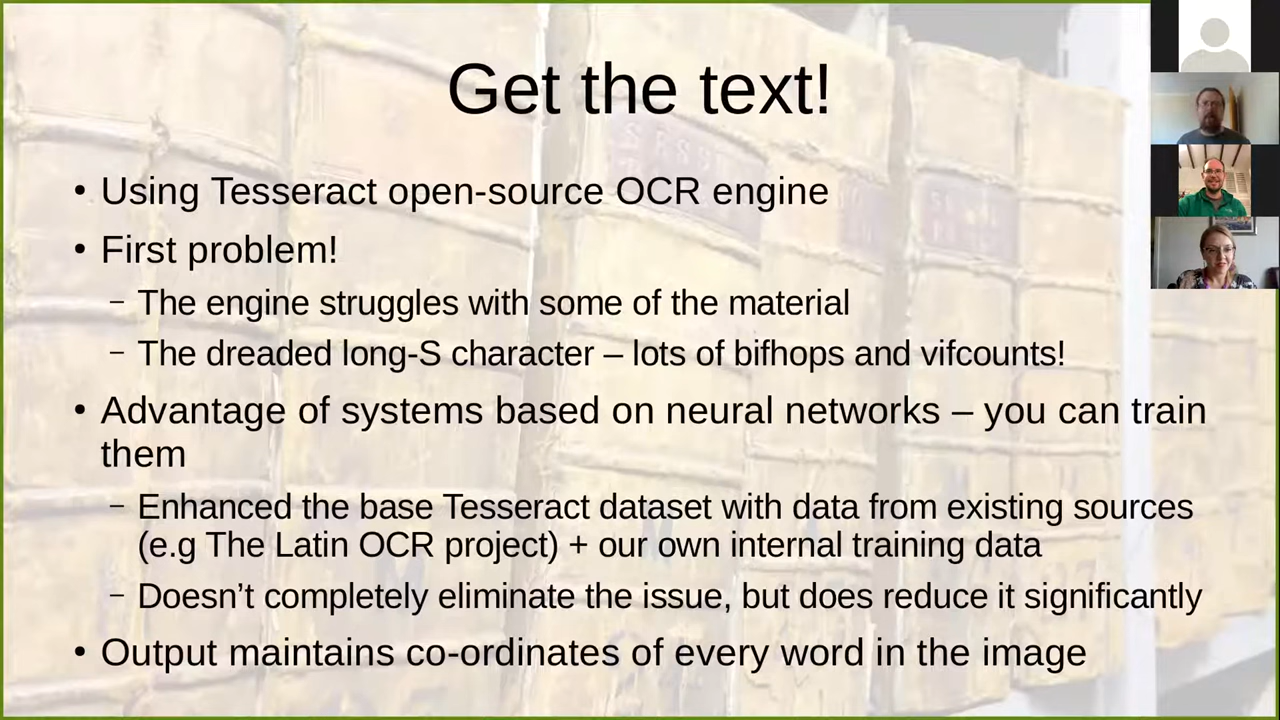 Get the text!
• Using Tesseract open-source OCR engine
• First problem!
– The engine struggles with some of the material
– The dreaded long-S character – lots of bifhops and vifcounts!
• Advantage of systems based on neural networks – you can train
them
– Enhanced the base Tesseract dataset with data from existing sources
(e.g The Latin OCR project) + our own internal training data
– Doesn’t completely eliminate the issue, but does reduce it significantly
• Output maintains co-ordinates of every word in the image